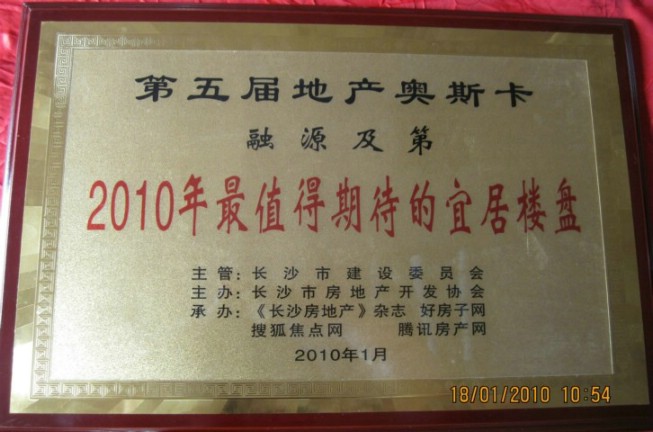 第五届地产奥斯卡
融源及第
2010年最值得期待的宜居楼盘
主管：长沙市建设委员会
主办：长沙市房地产开发协会
承办：《长沙房地产》杂志 好房子网
搜狐焦点网 腾讯房产网
2010年1月
18/01/2010 10:54